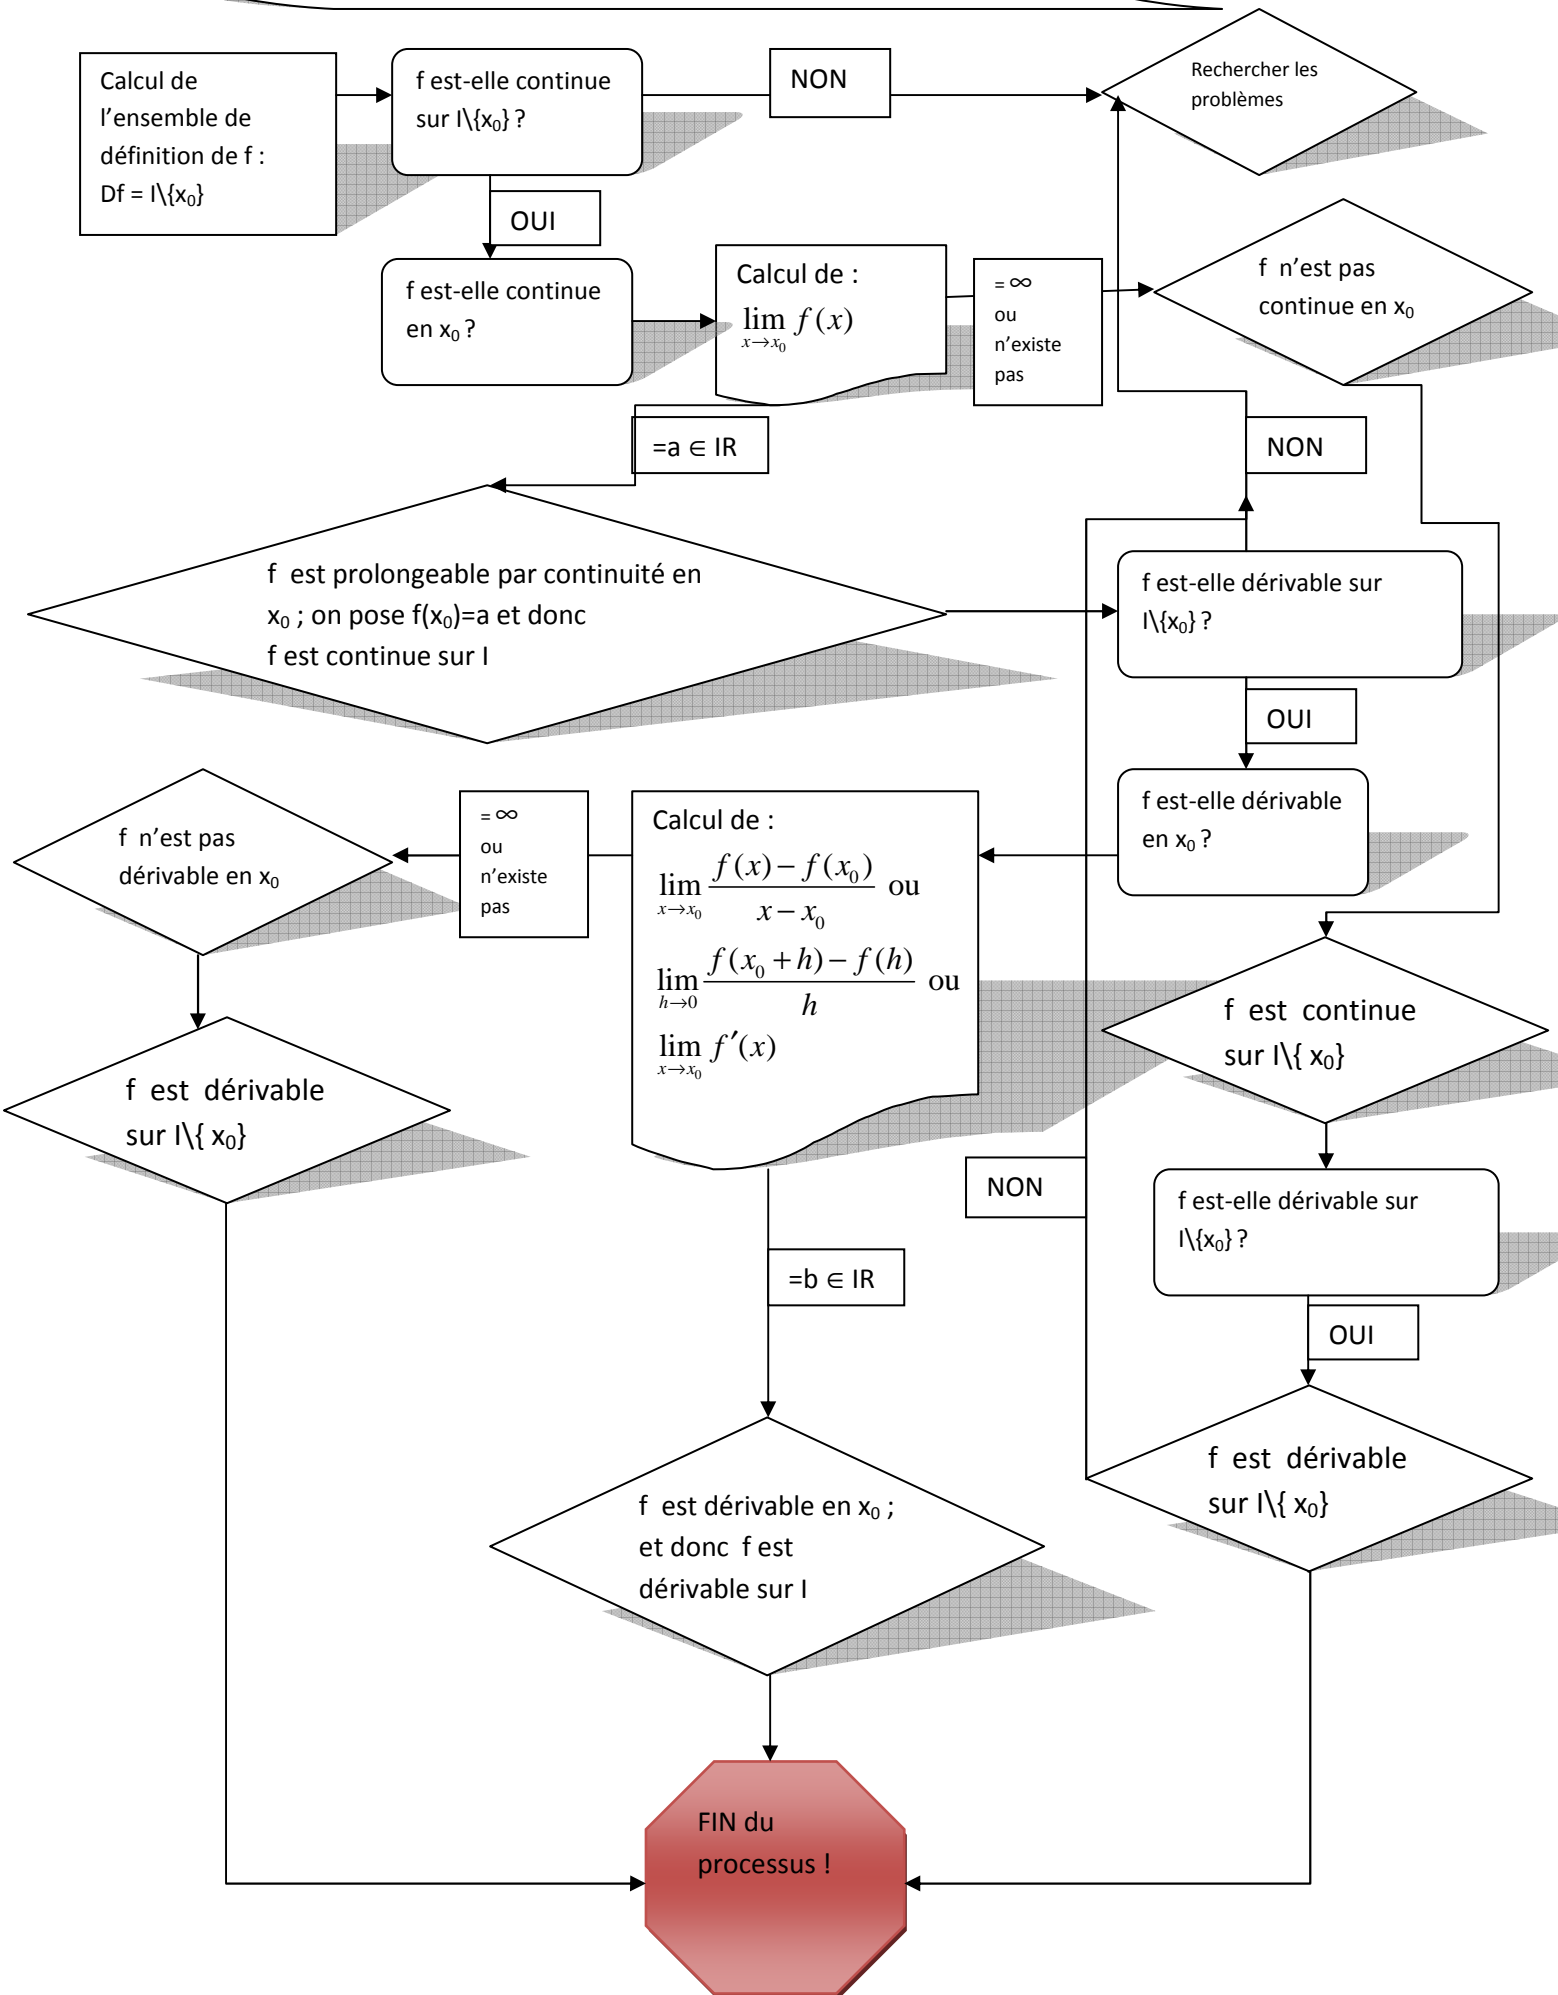 Calcul de
l'ensemble de
définition de f :
Df = I\{x₀}
f est-elle continue
sur I\{x₀} ?
NON
Rechercher les
problèmes
OUI
f est-elle continue
en x₀ ?
Calcul de :
lim f(x)
x→x₀
= ∞
ou
n'existe
pas
f n'est pas
continue en x₀
=a ∈ IR
NON
f est prolongeable par continuité en
x₀ ; on pose f(x₀)=a et donc
f est continue sur I
f est-elle dérivable sur
I\{x₀} ?
OUI
f est-elle dérivable
en x₀ ?
Calcul de :
lim x→x₀ (f(x) − f(x₀))/(x − x₀) ou
lim h→0 (f(x₀ + h) − f(h))/h ou
lim x→x₀ f′(x)
= ∞
ou
n'existe
pas
f n'est pas
dérivable en x₀
f est dérivable
sur I\{ x₀}
f est continue
sur I\{ x₀}
NON
f est-elle dérivable sur
I\{x₀} ?
=b ∈ IR
OUI
f est dérivable
sur I\{ x₀}
f est dérivable en x₀ ;
et donc f est
dérivable sur I
FIN du
processus !